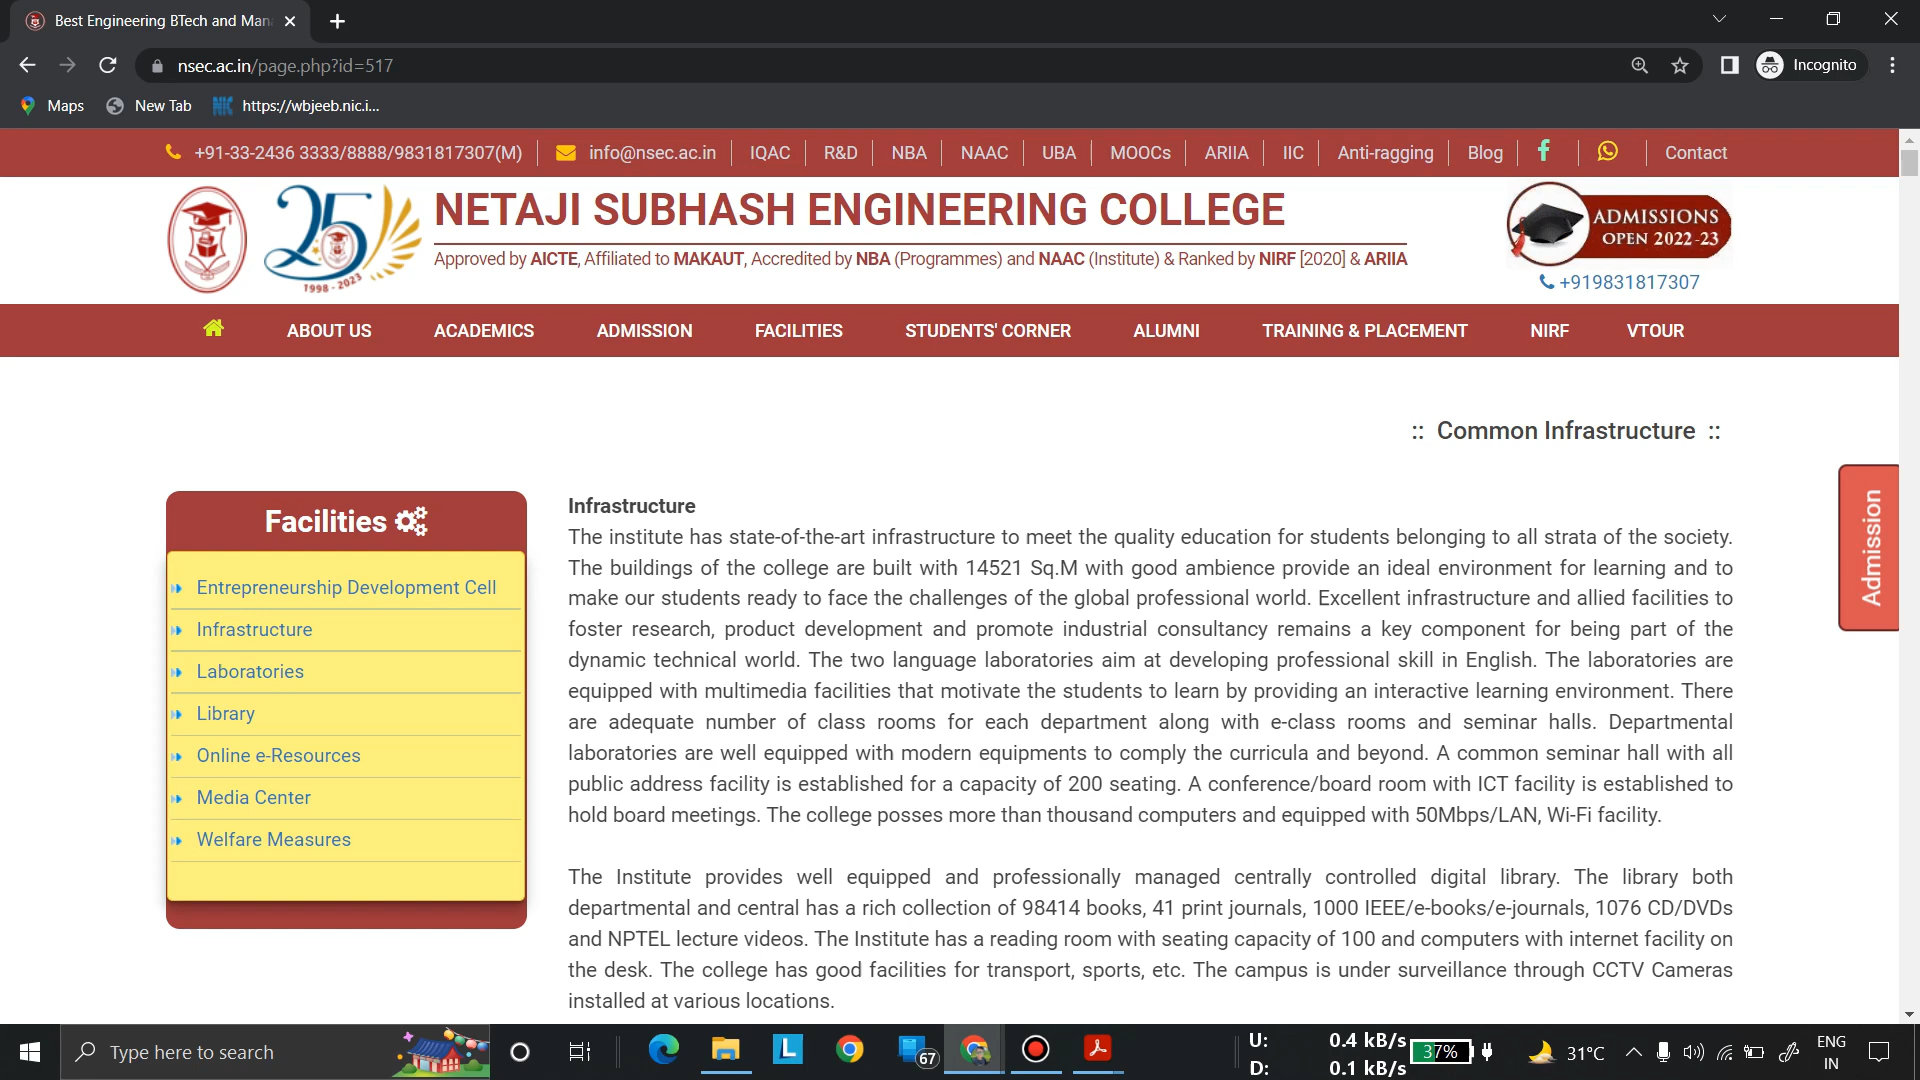 Best Engineering BTech and Man
nsec.ac.in/page.php?id=517
Incognito
Maps
New Tab
https://wbjeeb.nic.i...
+91-33-2436 3333/8888/9831817307(M)
info@nsec.ac.in
IQAC
R&D
NBA
NAAC
UBA
MOOCs
ARIIA
IIC
Anti-ragging
Blog
Contact
25
1998 - 2023
NETAJI SUBHASH ENGINEERING COLLEGE
Approved by AICTE, Affiliated to MAKAUT, Accredited by NBA (Programmes) and NAAC (Institute) & Ranked by NIRF [2020] & ARIIA
ADMISSIONS
OPEN 2022-23
+919831817307
ABOUT US
ACADEMICS
ADMISSION
FACILITIES
STUDENTS' CORNER
ALUMNI
TRAINING & PLACEMENT
NIRF
VTOUR
:: Common Infrastructure ::
Facilities
Entrepreneurship Development Cell
Infrastructure
Laboratories
Library
Online e-Resources
Media Center
Welfare Measures
Infrastructure
The institute has state-of-the-art infrastructure to meet the quality education for students belonging to all strata of the society.
The buildings of the college are built with 14521 Sq.M with good ambience provide an ideal environment for learning and to
make our students ready to face the challenges of the global professional world. Excellent infrastructure and allied facilities to
foster research, product development and promote industrial consultancy remains a key component for being part of the
dynamic technical world. The two language laboratories aim at developing professional skill in English. The laboratories are
equipped with multimedia facilities that motivate the students to learn by providing an interactive learning environment. There
are adequate number of class rooms for each department along with e-class rooms and seminar halls. Departmental
laboratories are well equipped with modern equipments to comply the curricula and beyond. A common seminar hall with all
public address facility is established for a capacity of 200 seating. A conference/board room with ICT facility is established to
hold board meetings. The college posses more than thousand computers and equipped with 50Mbps/LAN, Wi-Fi facility.
The Institute provides well equipped and professionally managed centrally controlled digital library. The library both
departmental and central has a rich collection of 98414 books, 41 print journals, 1000 IEEE/e-books/e-journals, 1076 CD/DVDs
and NPTEL lecture videos. The Institute has a reading room with seating capacity of 100 and computers with internet facility on
the desk. The college has good facilities for transport, sports, etc. The campus is under surveillance through CCTV Cameras
installed at various locations.
Admission
Type here to search
L
67
U: 0.4 kB/s
D: 0.1 kB/s
37%
31°C
ENG
IN